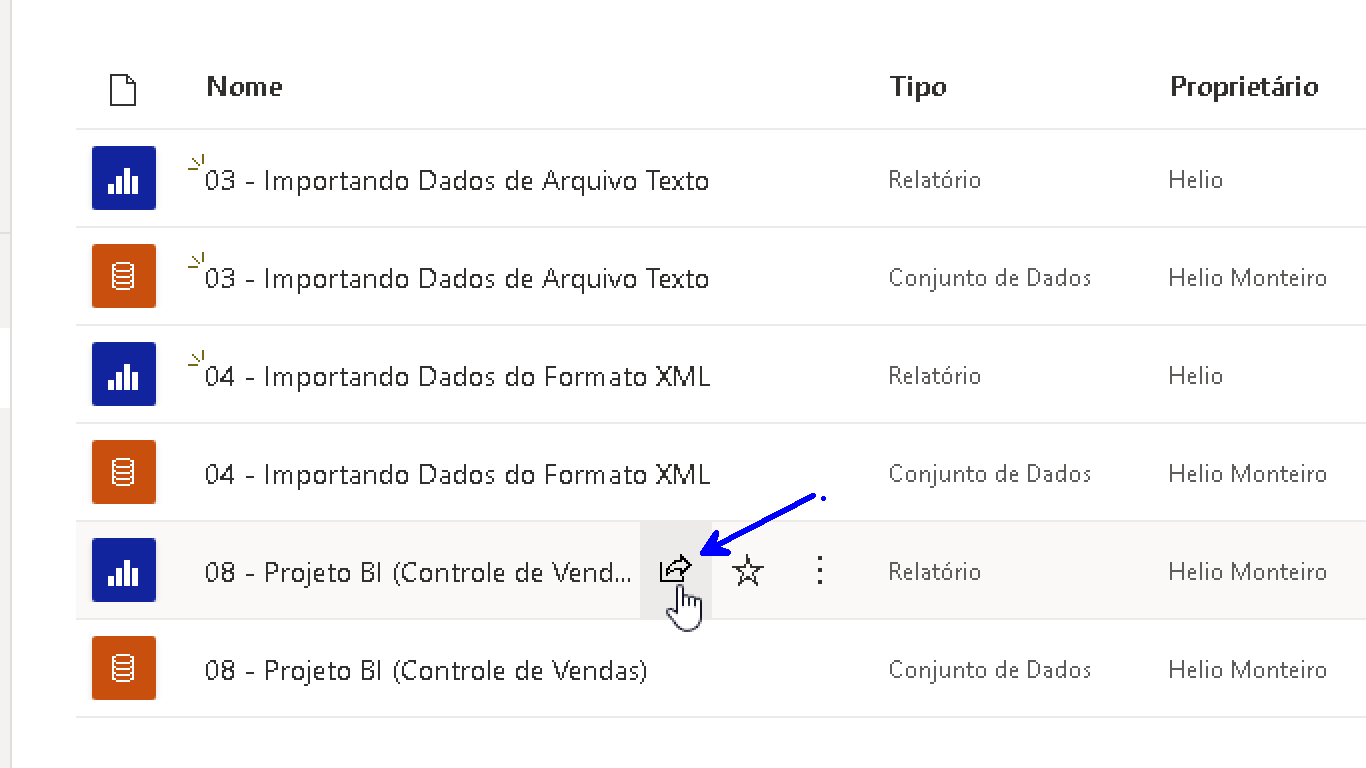 Nome Tipo Proprietário
03 - Importando Dados de Arquivo Texto Relatório Helio
03 - Importando Dados de Arquivo Texto Conjunto de Dados Helio Monteiro
04 - Importando Dados do Formato XML Relatório Helio
04 - Importando Dados do Formato XML Conjunto de Dados Helio Monteiro
08 - Projeto BI (Controle de Vend... Relatório Helio Monteiro
08 - Projeto BI (Controle de Vendas) Conjunto de Dados Helio Monteiro